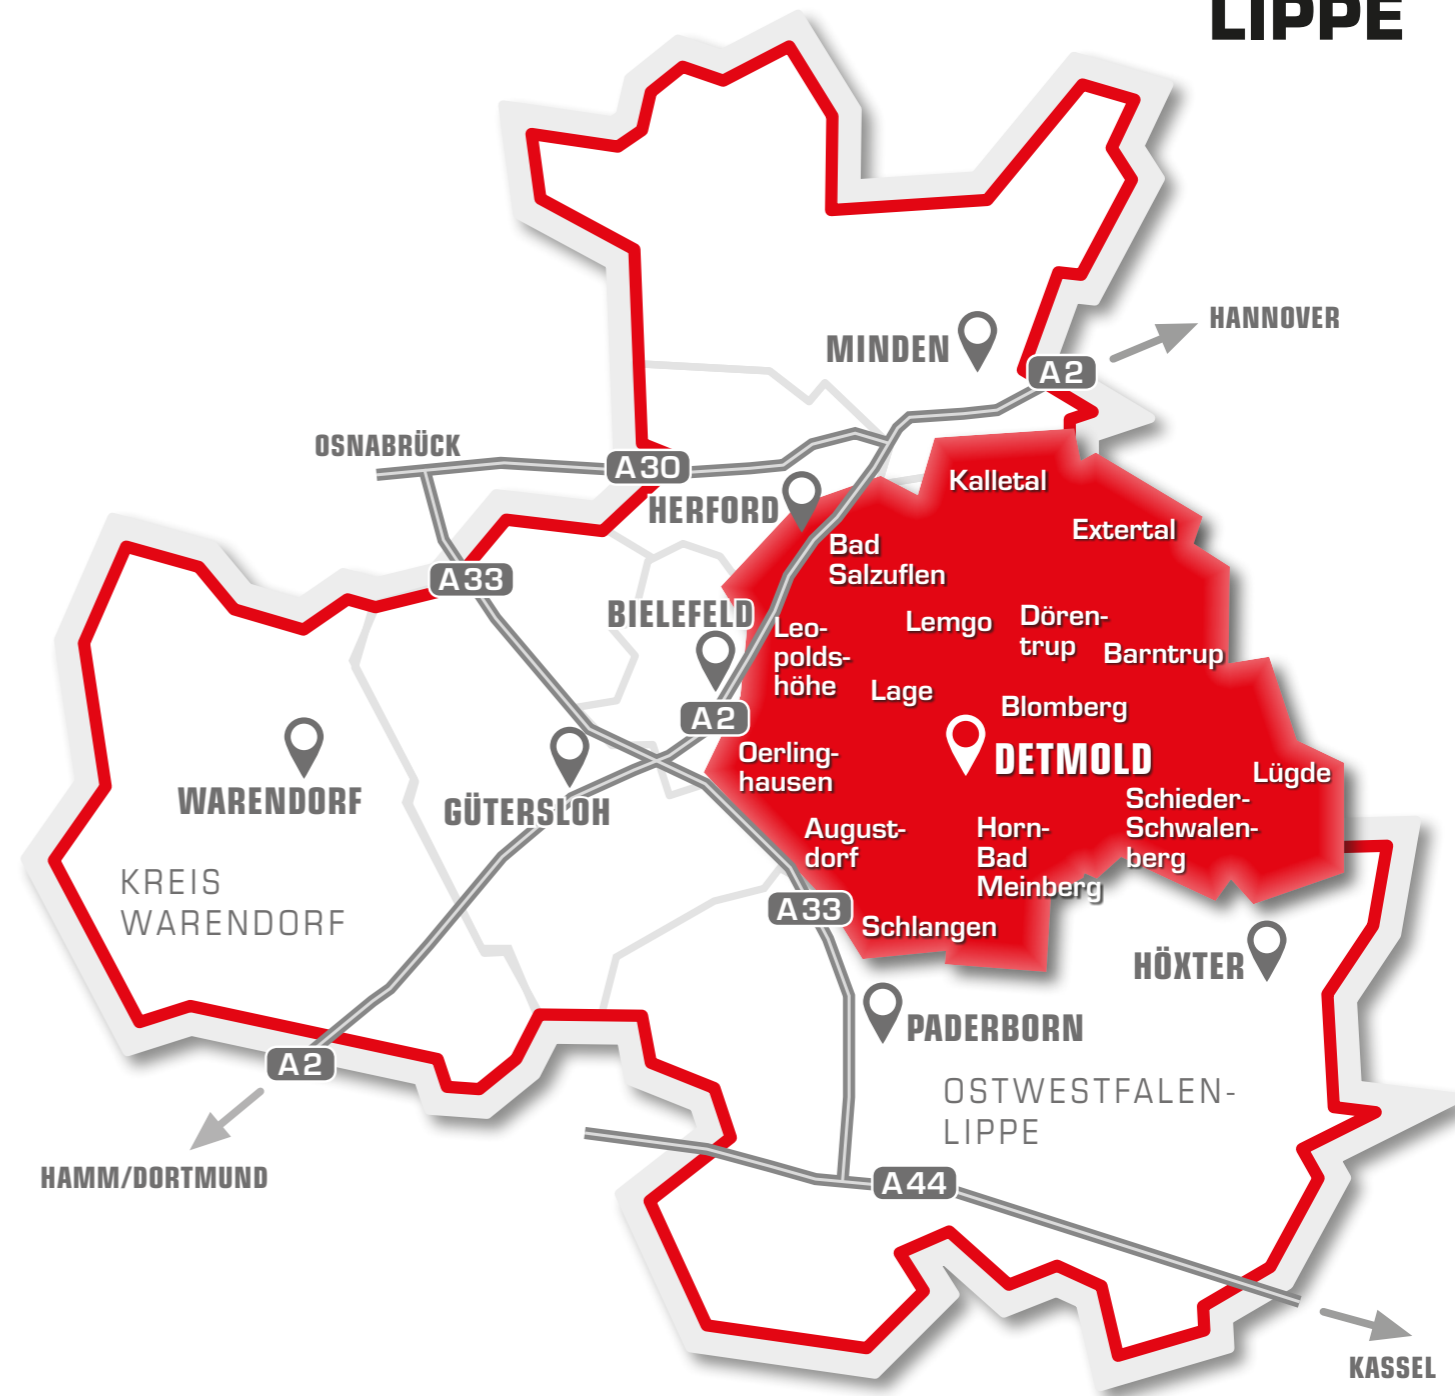 LIPPE
HANNOVER
MINDEN
A2
OSNABRÜCK
A30
Kalletal
HERFORD
Extertal
Bad
Salzuflen
A33
BIELEFELD
Leo-
polds-
höhe
Lemgo
Dören-
trup
Barntrup
Lage
Blomberg
A2
DETMOLD
Oerling-
hausen
Lügde
WARENDORF
GÜTERSLOH
Schieder-
Schwalen-
berg
August-
dorf
Horn-
Bad
Meinberg
KREIS
WARENDORF
A33
Schlangen
HÖXTER
PADERBORN
A2
OSTWESTFALEN-
LIPPE
HAMM/DORTMUND
A44
KASSEL